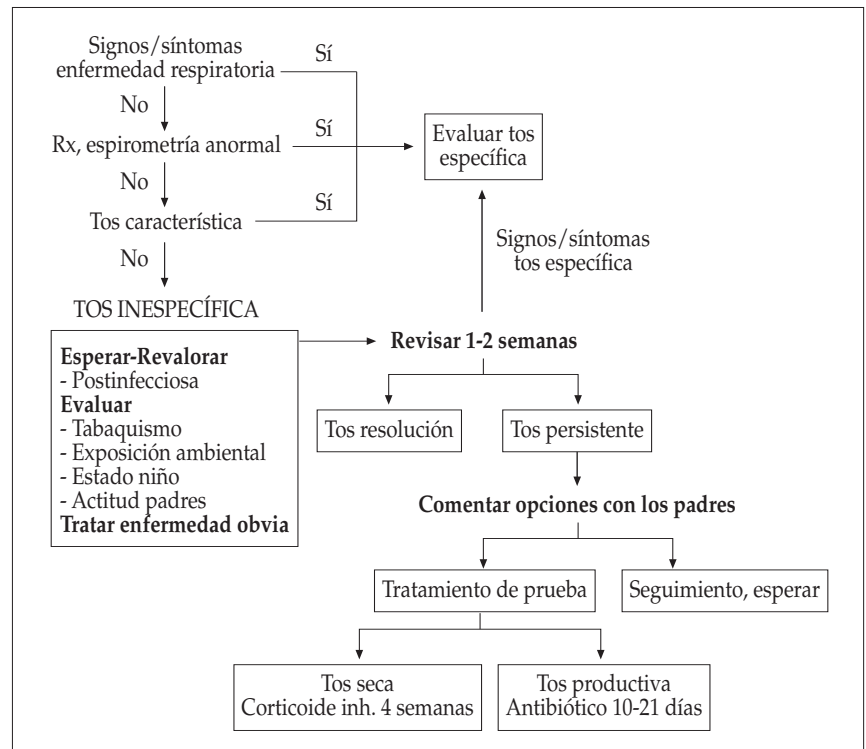 Signos/síntomas
enfermedad respiratoria
Sí
No
Rx, espirometría anormal
Sí
Evaluar tos
específica
No
Tos característica
Sí
No
Signos/síntomas
tos específica
TOS INESPECÍFICA
Esperar-Revalorar
- Postinfecciosa
Evaluar
- Tabaquismo
- Exposición ambiental
- Estado niño
- Actitud padres
Tratar enfermedad obvia
Revisar 1-2 semanas
Tos resolución
Tos persistente
Comentar opciones con los padres
Tratamiento de prueba
Seguimiento, esperar
Tos seca
Corticoide inh. 4 semanas
Tos productiva
Antibiótico 10-21 días